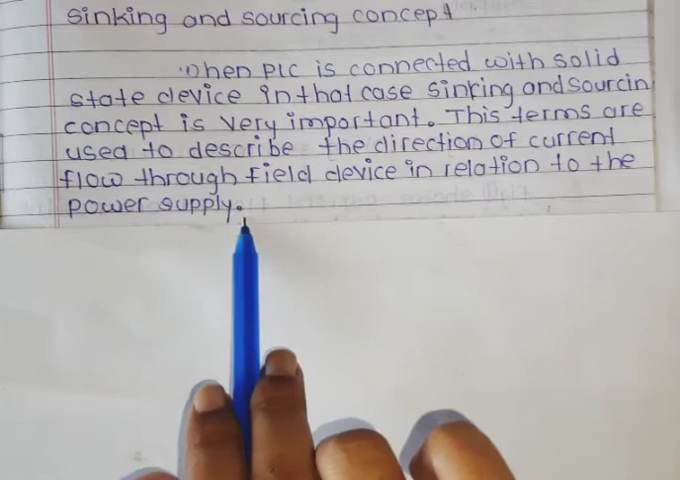 sinking and sourcing concept
When PLC is connected with solid
state device in that case sinking and sourcin
concept is very important. This terms are
used to describe the direction of current
flow through field device in relation to the
power supply.